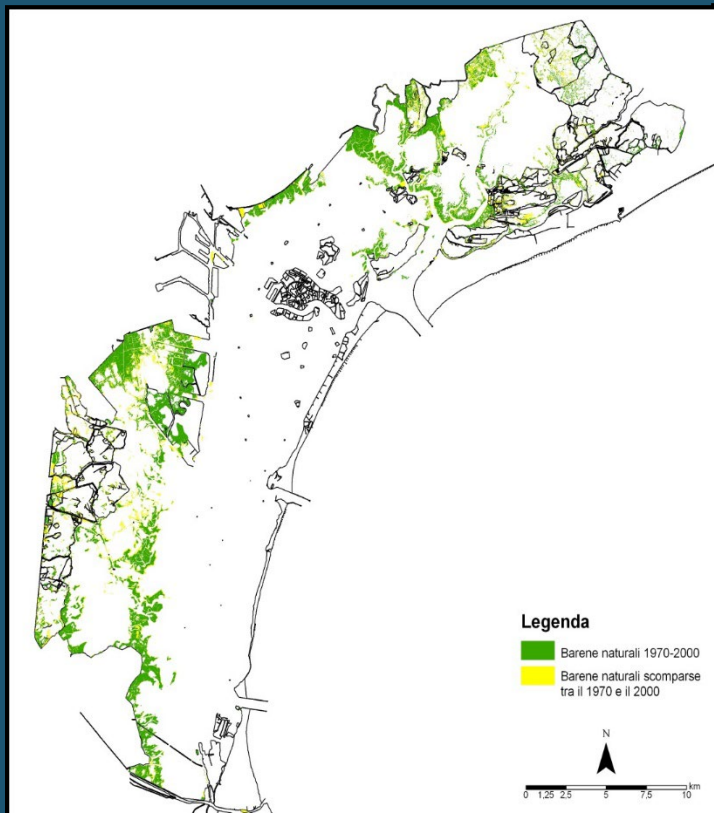 Legenda
Barene naturali 1970-2000
Barene naturali scomparse
tra il 1970 e il 2000
N
km
0 1,25 2,5 5 7,5 10